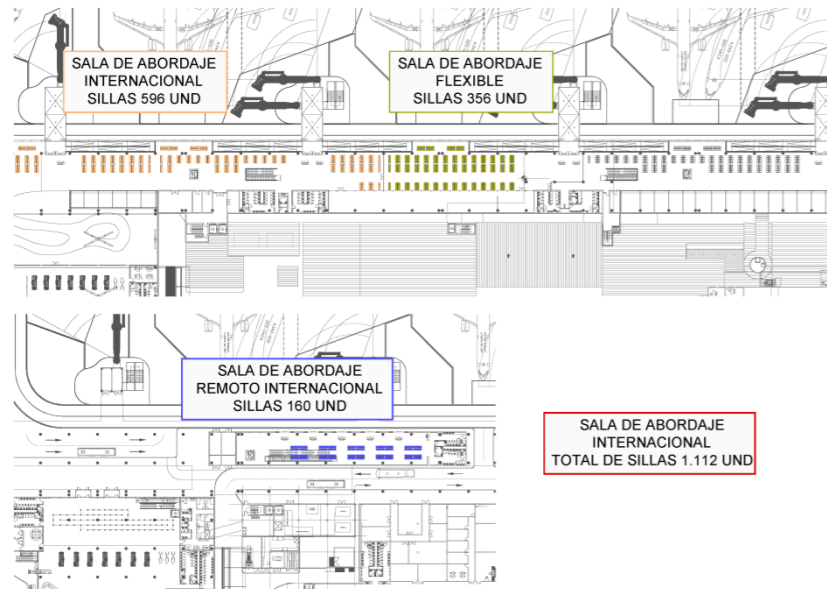 SALA DE ABORDAJE
INTERNACIONAL
SILLAS 596 UND
SALA DE ABORDAJE
FLEXIBLE
SILLAS 356 UND
SALA DE ABORDAJE
REMOTO INTERNACIONAL
SILLAS 160 UND
SALA DE ABORDAJE
INTERNACIONAL
TOTAL DE SILLAS 1.112 UND